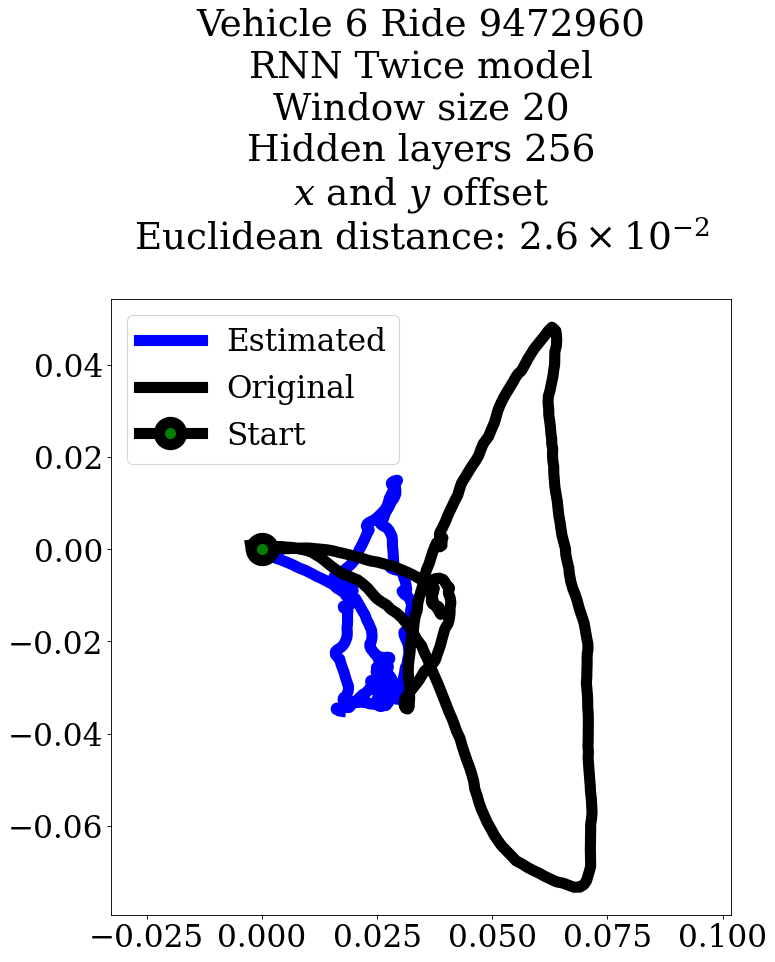 Vehicle 6 Ride 9472960
RNN Twice model
Window size 20
Hidden layers 256
x and y offset
Euclidean distance: 2.6 × 10⁻²
Estimated
Original
Start
0.04
0.02
0.00
−0.02
−0.04
−0.06
−0.025 0.000 0.025 0.050 0.075 0.100